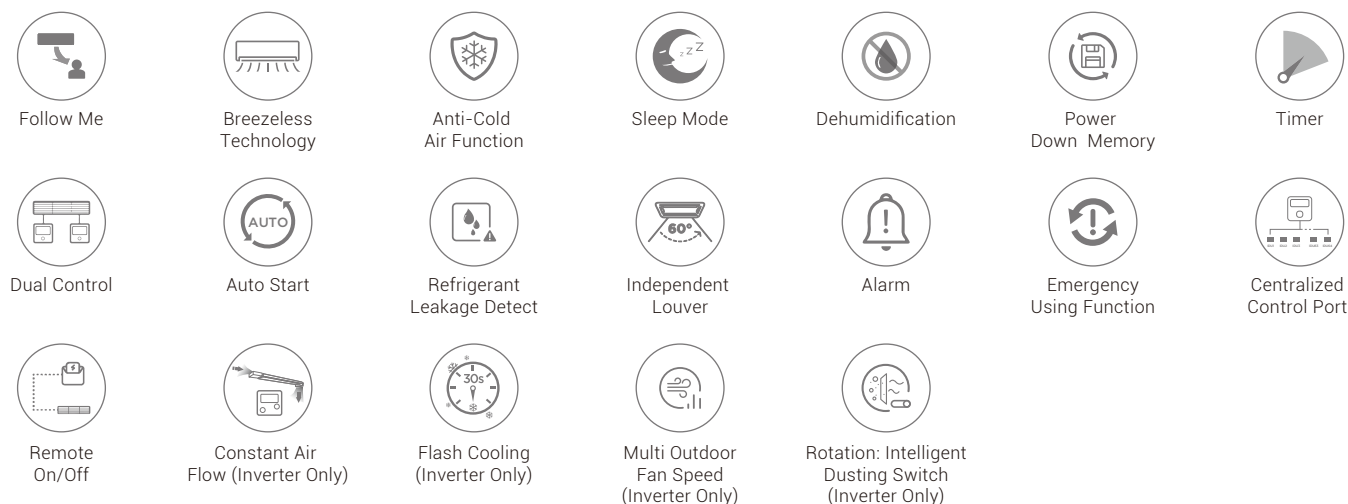 zZZ
Follow Me
Breezeless
Technology
Anti-Cold
Air Function
Sleep Mode
Dehumidification
Power
Down Memory
Timer
AUTO
60°
!
!
Dual Control
Auto Start
Refrigerant
Leakage Detect
Independent
Louver
Alarm
Emergency
Using Function
Centralized
Control Port
30s
Remote
On/Off
Constant Air
Flow (Inverter Only)
Flash Cooling
(Inverter Only)
Multi Outdoor
Fan Speed
(Inverter Only)
Rotation: Intelligent
Dusting Switch
(Inverter Only)